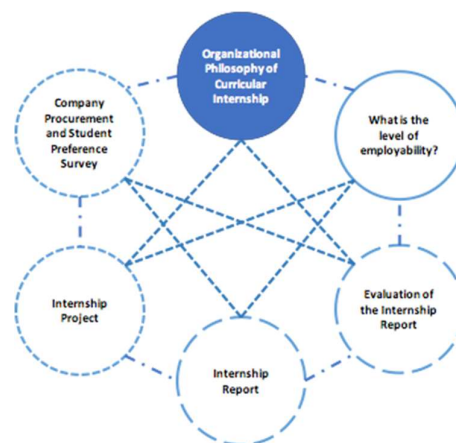 Organizational
Philosophy of
Curricular
Internship
Company
Procurement
and Student
Preference
Survey
What is the
level of
employability?
Internship
Project
Evaluation of
the Internship
Report
Internship
Report